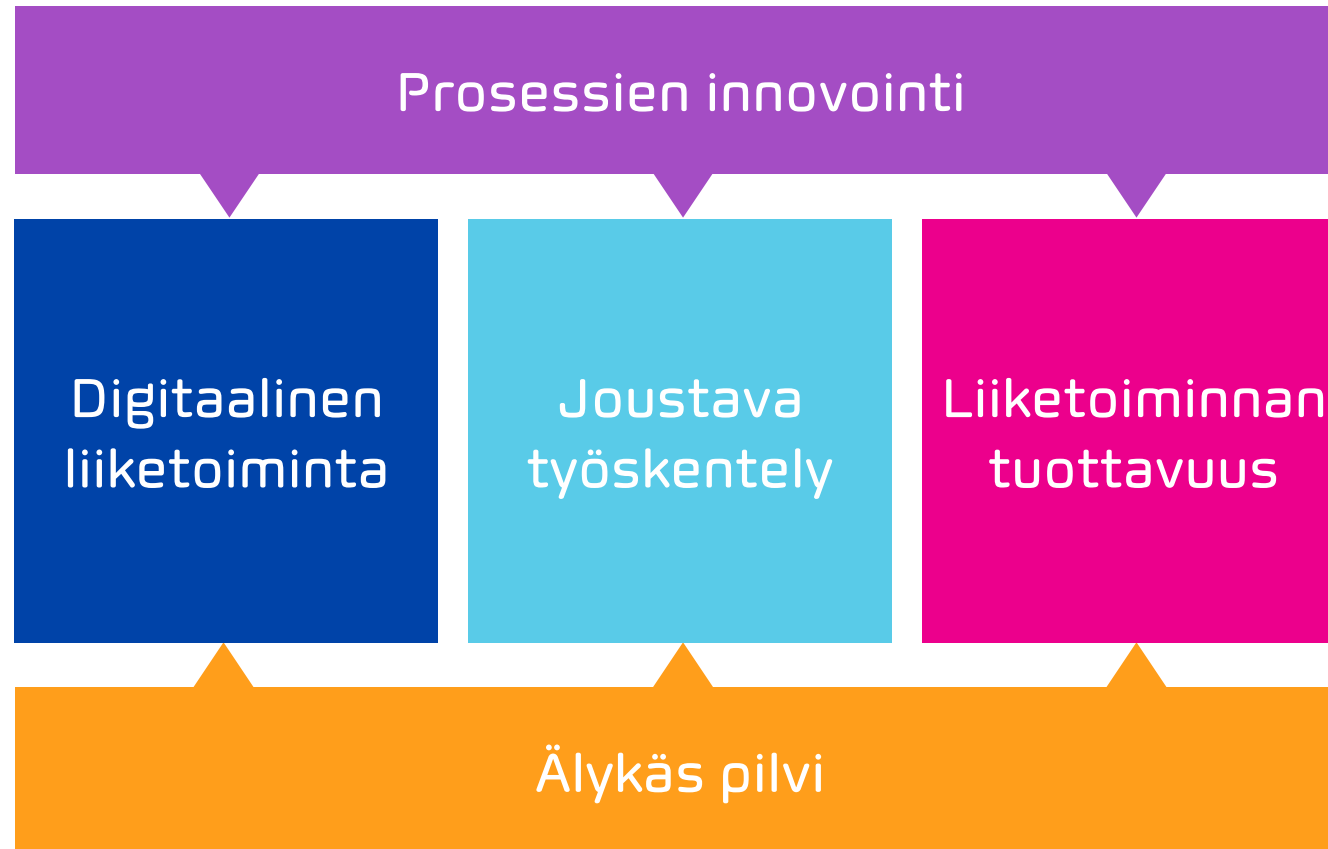 Prosessien innovointi
Digitaalinen
liiketoiminta
Joustava
työskentely
Liiketoiminnan
tuottavuus
Älykäs pilvi